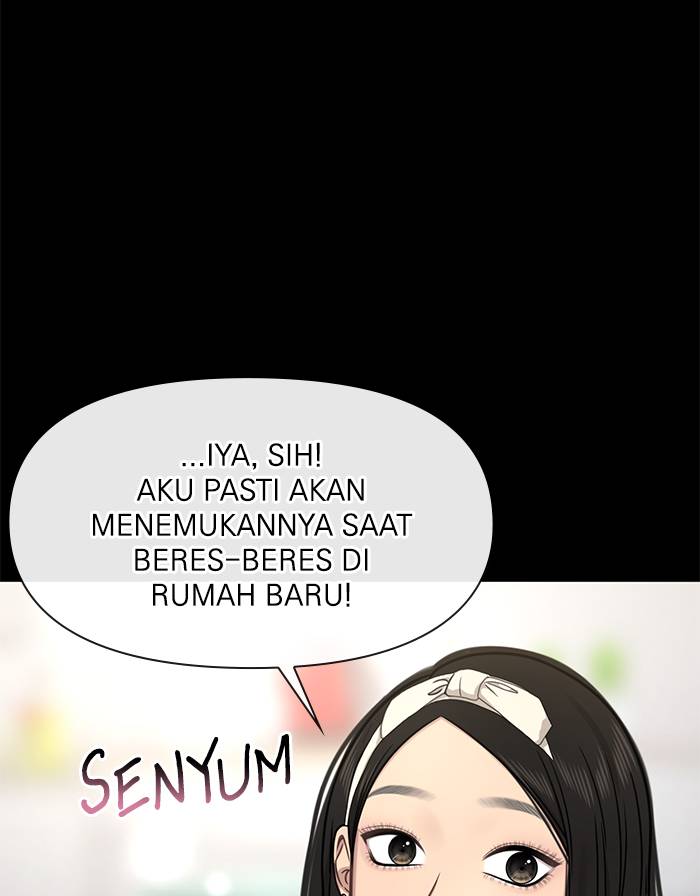 ...IYA, SIH!
AKU PASTI AKAN
MENEMUKANNYA SAAT
BERES-BERES DI
RUMAH BARU!
SENYUM